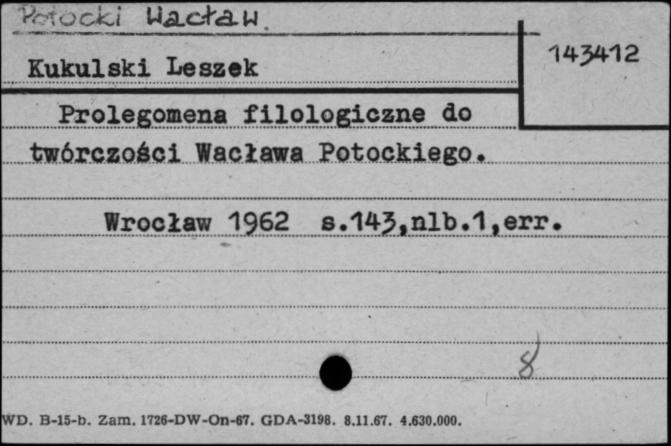 Potocki Wacław.
143412
Kukulski Leszek
Prolegomena filologiczne do
twórczości Wacława Potockiego.
Wrocław 1962 s.143,nlb.1,err.
8
WD. B-15-b. Zam. 1726-DW-On-67. GDA-3198. 8.11.67. 4.630.000.